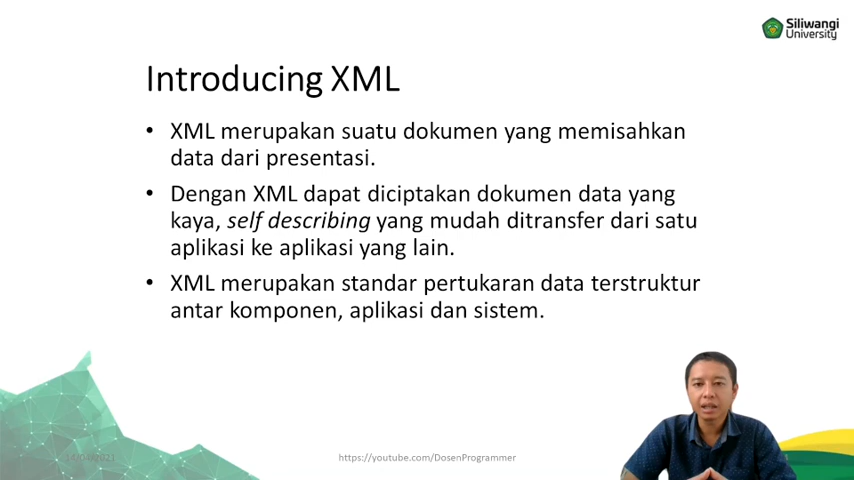 Siliwangi
University
Introducing XML
• XML merupakan suatu dokumen yang memisahkan
data dari presentasi.
• Dengan XML dapat diciptakan dokumen data yang
kaya, self describing yang mudah ditransfer dari satu
aplikasi ke aplikasi yang lain.
• XML merupakan standar pertukaran data terstruktur
antar komponen, aplikasi dan sistem.
https://youtube.com/DosenProgrammer